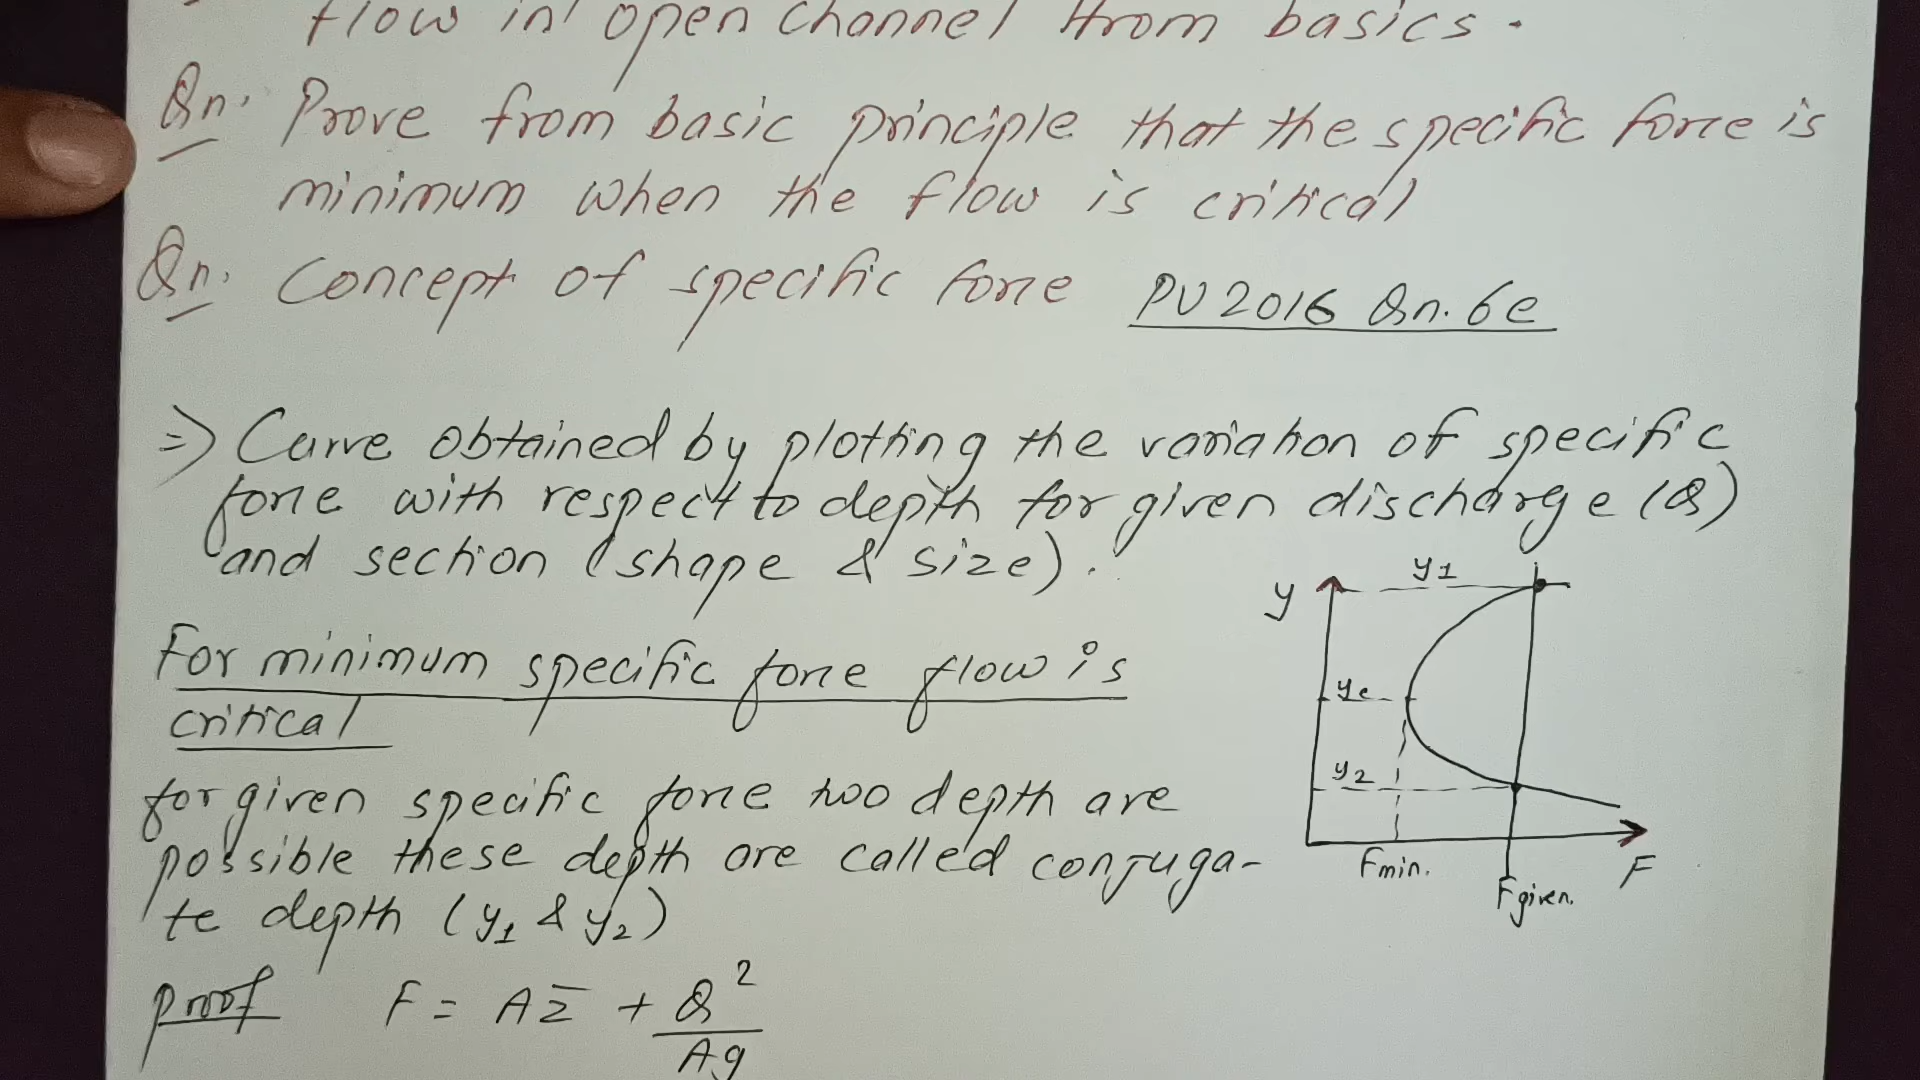 flow in open channel from basics.
Qn. Prove from basic principle that the specific force is
minimum when the flow is critical
Qn. Concept of specific force PU 2016 Qn. 6e
=> Curve obtained by plotting the variation of specific
force with respect to depth for given discharge (Q)
and section (shape & size).
For minimum specific force flow is
critical
for given specific force two depth are
possible these depth are called conjuga-
te depth (y1 & y2)
y
y1
yc
y2
Fmin.
F
Fgiven.
proof F = Az̄ + Q²
Ag